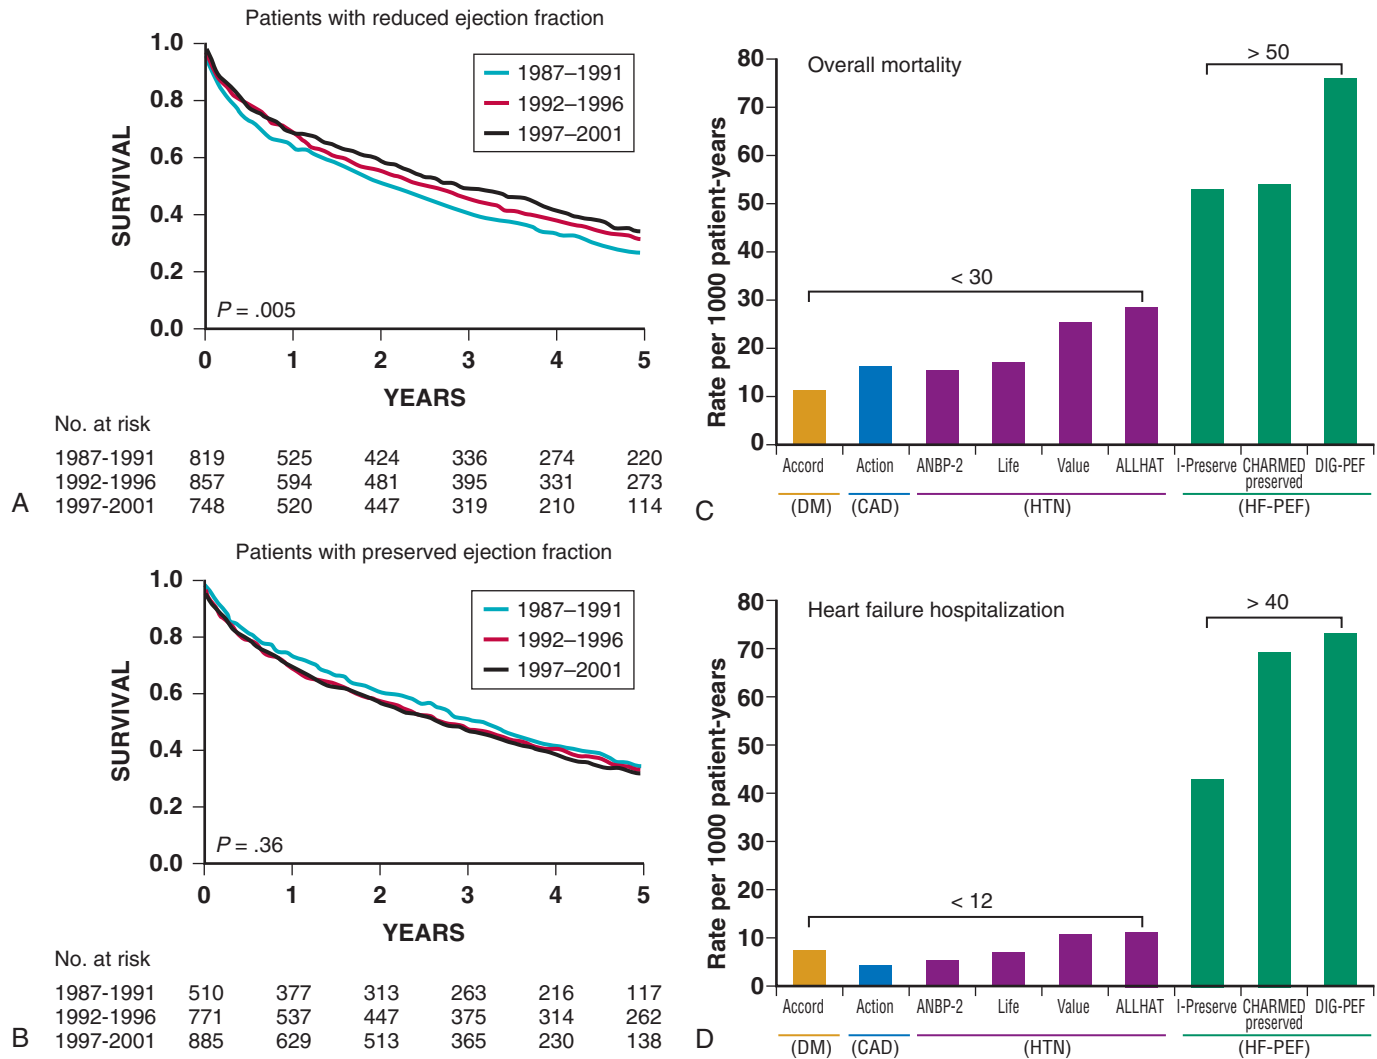 Patients with reduced ejection fraction
1.0
0.8
0.6
0.4
0.2
0.0
SURVIVAL
1987–1991
1992–1996
1997–2001
P = .005
0 1 2 3 4 5
YEARS
No. at risk
1987-1991 819 525 424 336 274 220
1992-1996 857 594 481 395 331 273
1997-2001 748 520 447 319 210 114
A
Patients with preserved ejection fraction
1.0
0.8
0.6
0.4
0.2
0.0
SURVIVAL
1987–1991
1992–1996
1997–2001
P = .36
0 1 2 3 4 5
YEARS
No. at risk
1987-1991 510 377 313 263 216 117
1992-1996 771 537 447 375 314 262
1997-2001 885 629 513 365 230 138
B
Overall mortality
> 50
< 30
80
70
60
50
40
30
20
10
0
Rate per 1000 patient-years
Accord Action ANBP-2 Life Value ALLHAT I-Preserve CHARMED DIG-PEF
preserved
(DM) (CAD) (HTN) (HF-PEF)
C
Heart failure hospitalization
> 40
< 12
80
70
60
50
40
30
20
10
0
Rate per 1000 patient-years
Accord Action ANBP-2 Life Value ALLHAT I-Preserve CHARMED DIG-PEF
preserved
(DM) (CAD) (HTN) (HF-PEF)
D